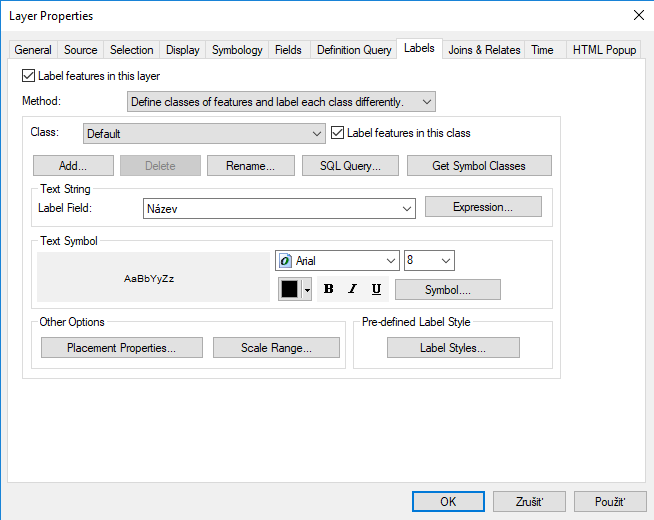 Layer Properties
General Source Selection Display Symbology Fields Definition Query Labels Joins & Relates Time HTML Popup
Label features in this layer
Method: Define classes of features and label each class differently.
Class: Default Label features in this class
Add... Delete Rename... SQL Query... Get Symbol Classes
Text String
Label Field: Název Expression...
Text Symbol
AaBbYyZz
Arial 8
B I U Symbol....
Other Options Pre-defined Label Style
Placement Properties... Scale Range... Label Styles...
OK Zrušiť Použiť